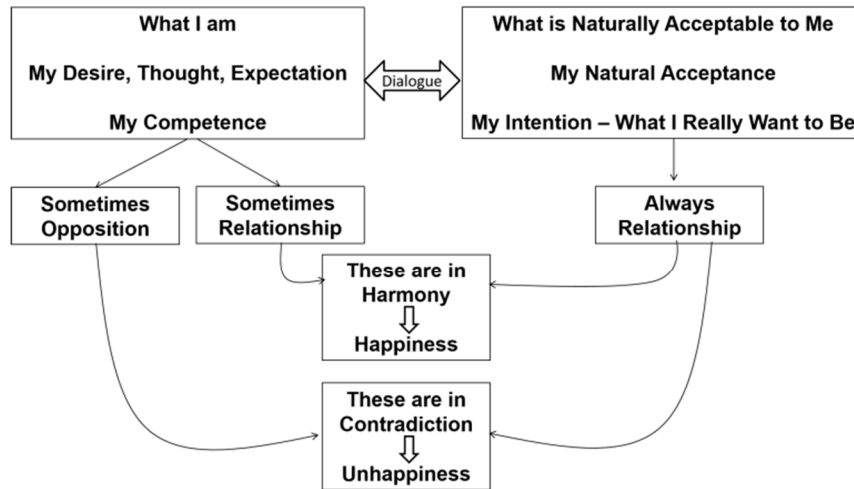 What I am
My Desire, Thought, Expectation
My Competence
Dialogue
What is Naturally Acceptable to Me
My Natural Acceptance
My Intention – What I Really Want to Be
Sometimes
Opposition
Sometimes
Relationship
Always
Relationship
These are in
Harmony
Happiness
These are in
Contradiction
Unhappiness